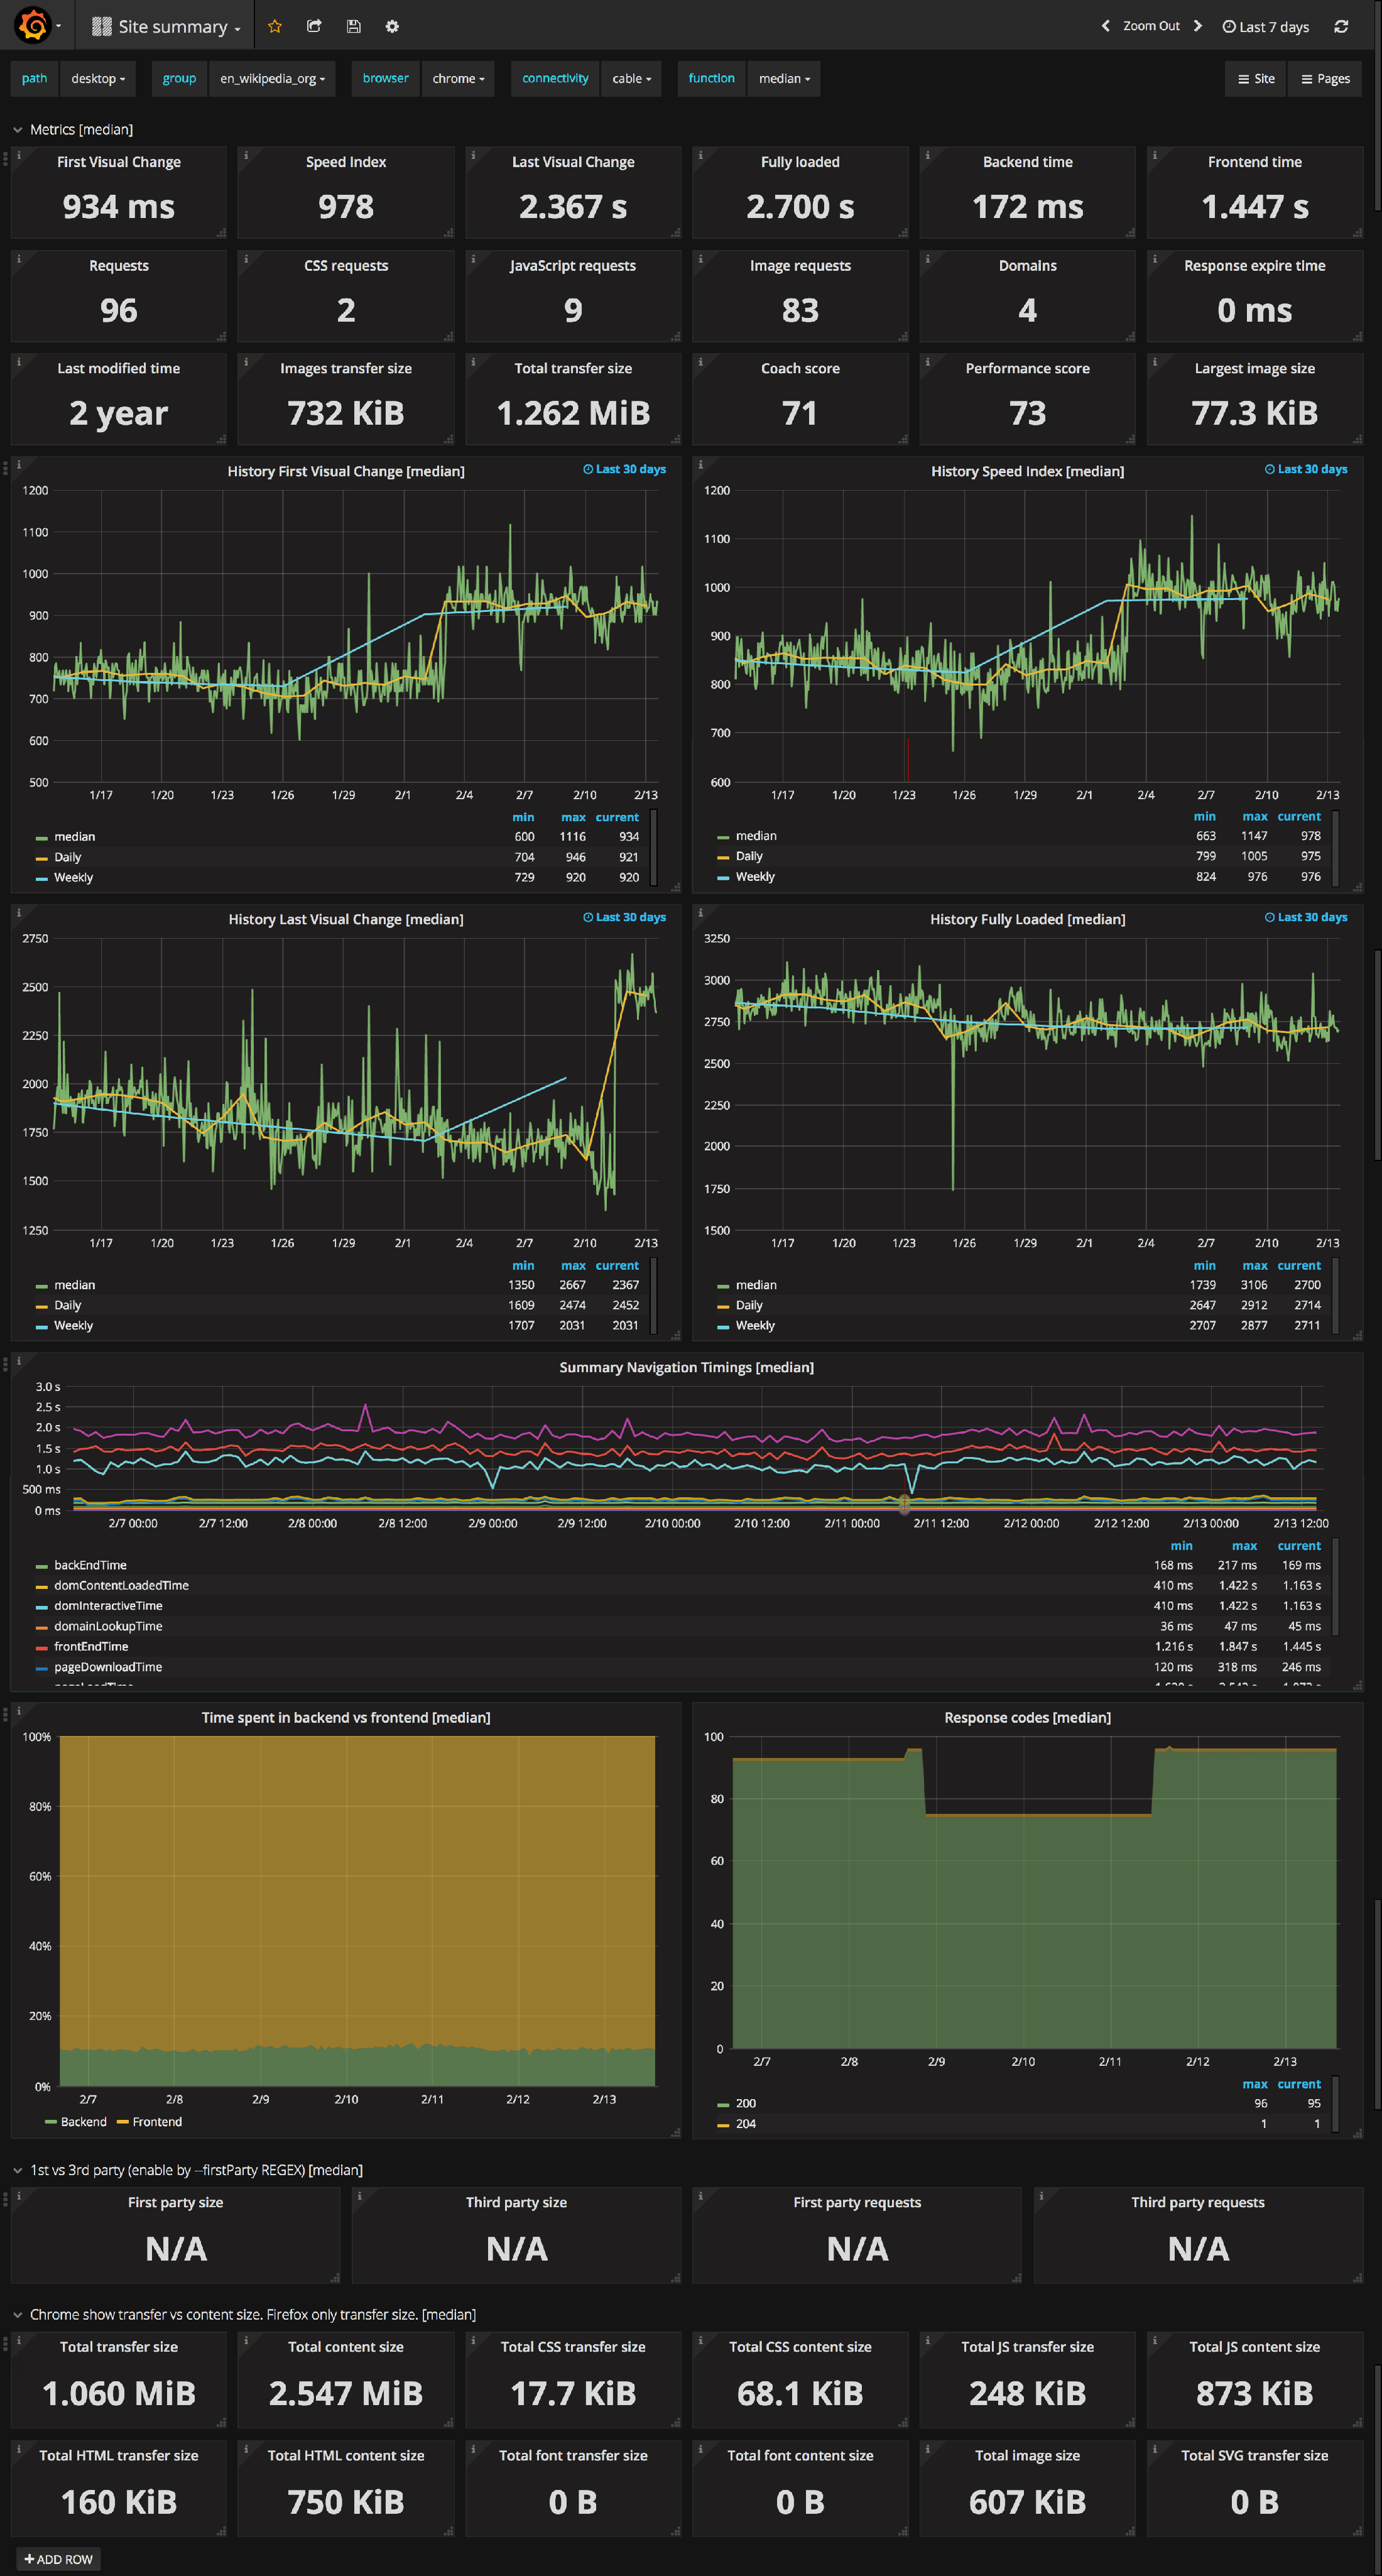 Site summary
Zoom Out
Last 7 days
path desktop group en_wikipedia_org browser chrome connectivity cable function median Site Pages
Metrics [median]
First Visual Change Speed Index Last Visual Change Fully loaded Backend time Frontend time
934 ms 978 2.367 s 2.700 s 172 ms 1.447 s
Requests CSS requests JavaScript requests Image requests Domains Response expire time
96 2 9 83 4 0 ms
Last modified time Images transfer size Total transfer size Coach score Performance score Largest image size
2 year 732 KiB 1.262 MiB 71 73 77.3 KiB
History First Visual Change [median] Last 30 days
1200
1100
1000
900
800
700
600
500
1/17 1/20 1/23 1/26 1/29 2/1 2/4 2/7 2/10 2/13
min max current
median 600 1116 934
Daily 704 946 921
Weekly 729 920 920
History Speed Index [median] Last 30 days
1200
1100
1000
900
800
700
600
1/17 1/20 1/23 1/26 1/29 2/1 2/4 2/7 2/10 2/13
min max current
median 663 1147 978
Daily 799 1005 975
Weekly 824 976 976
History Last Visual Change [median] Last 30 days
2750
2500
2250
2000
1750
1500
1250
1/17 1/20 1/23 1/26 1/29 2/1 2/4 2/7 2/10 2/13
min max current
median 1350 2667 2367
Daily 1609 2474 2452
Weekly 1707 2031 2031
History Fully Loaded [median] Last 30 days
3250
3000
2750
2500
2250
2000
1750
1500
1/17 1/20 1/23 1/26 1/29 2/1 2/4 2/7 2/10 2/13
min max current
median 1739 3106 2700
Daily 2647 2912 2714
Weekly 2707 2877 2711
Summary Navigation Timings [median]
3.0 s
2.5 s
2.0 s
1.5 s
1.0 s
500 ms
0 ms
2/7 00:00 2/7 12:00 2/8 00:00 2/8 12:00 2/9 00:00 2/9 12:00 2/10 00:00 2/10 12:00 2/11 00:00 2/11 12:00 2/12 00:00 2/12 12:00 2/13 00:00 2/13 12:00
min max current
backEndTime 168 ms 217 ms 169 ms
domContentLoadedTime 410 ms 1.422 s 1.163 s
domInteractiveTime 410 ms 1.422 s 1.163 s
domainLookupTime 36 ms 47 ms 45 ms
frontEndTime 1.216 s 1.847 s 1.445 s
pageDownloadTime 120 ms 318 ms 246 ms
Time spent in backend vs frontend [median]
100%
80%
60%
40%
20%
0%
2/7 2/8 2/9 2/10 2/11 2/12 2/13
Backend Frontend
Response codes [median]
100
80
60
40
20
0
2/7 2/8 2/9 2/10 2/11 2/12 2/13
max current
200 96 95
204 1 1
1st vs 3rd party (enable by --firstParty REGEX) [median]
First party size Third party size First party requests Third party requests
N/A N/A N/A N/A
Chrome show transfer vs content size. Firefox only transfer size. [median]
Total transfer size Total content size Total CSS transfer size Total CSS content size Total JS transfer size Total JS content size
1.060 MiB 2.547 MiB 17.7 KiB 68.1 KiB 248 KiB 873 KiB
Total HTML transfer size Total HTML content size Total font transfer size Total font content size Total image size Total SVG transfer size
160 KiB 750 KiB 0 B 0 B 607 KiB 0 B
ADD ROW